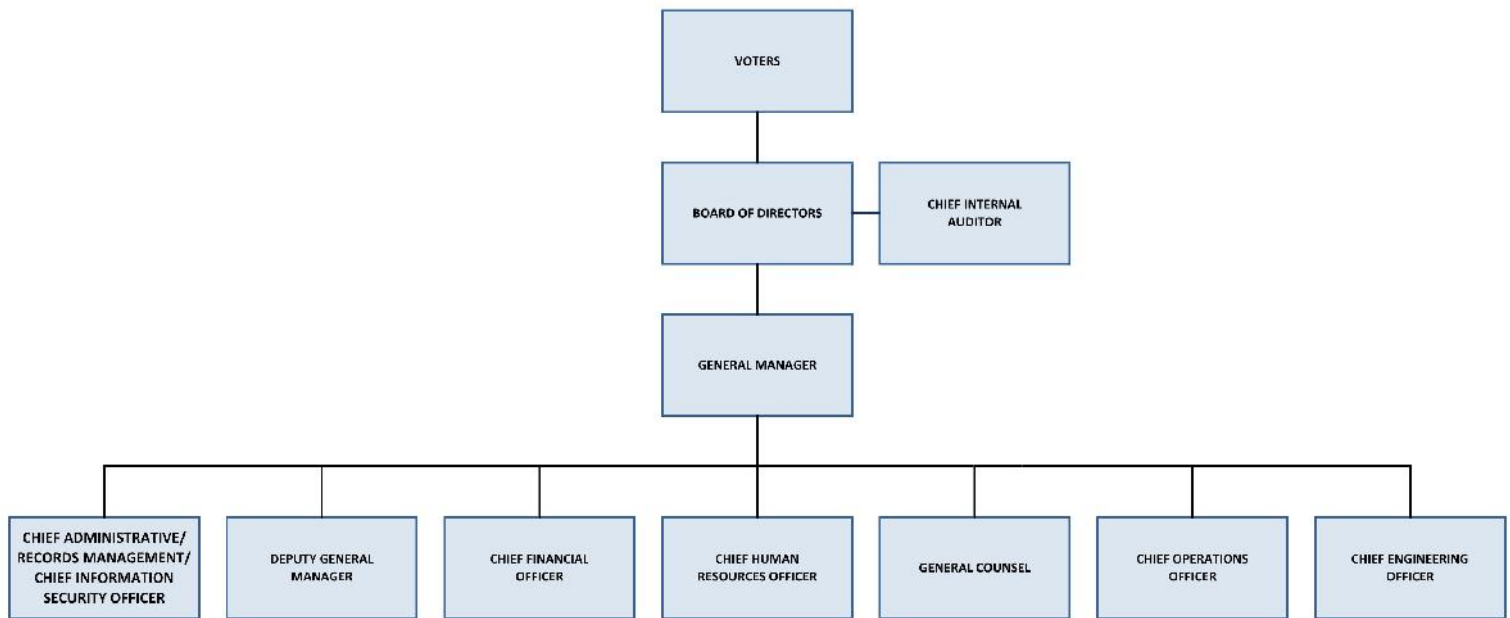 VOTERS
BOARD OF DIRECTORS
CHIEF INTERNAL
AUDITOR
GENERAL MANAGER
CHIEF ADMINISTRATIVE/
RECORDS MANAGEMENT/
CHIEF INFORMATION
SECURITY OFFICER
DEPUTY GENERAL
MANAGER
CHIEF FINANCIAL
OFFICER
CHIEF HUMAN
RESOURCES OFFICER
GENERAL COUNSEL
CHIEF OPERATIONS
OFFICER
CHIEF ENGINEERING
OFFICER